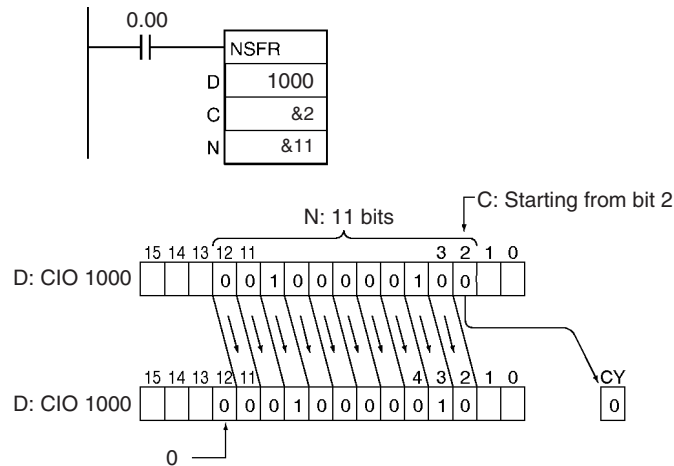 0.00
NSFR
D 1000
C &2
N &11
C: Starting from bit 2
N: 11 bits
15 14 13 12 11 3 2 1 0
D: CIO 1000 0 0 1 0 0 0 0 0 1 0 0
15 14 13 12 11 4 3 2 1 0 CY
D: CIO 1000 0 0 0 1 0 0 0 0 0 1 0 0
0